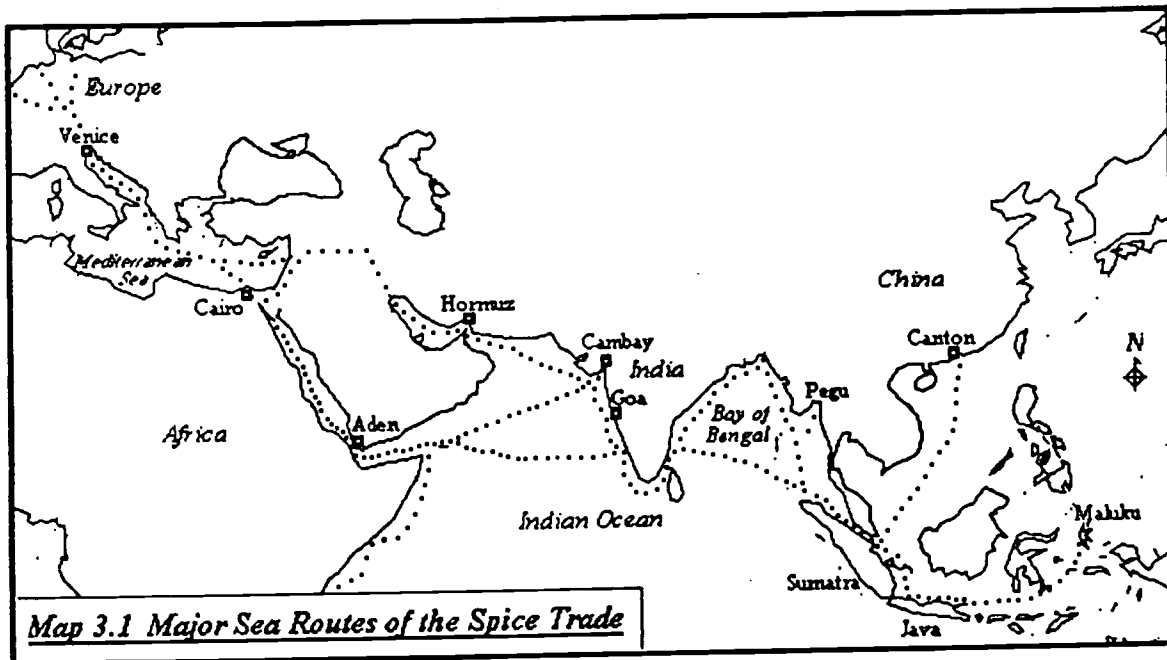 Europe
Venice
Mediterranean
Sea
Cairo
Hormuz
China
Cambay
India
Canton
N
Goa
Pegu
Bay of
Bengal
Aden
Africa
Indian Ocean
Maluku
Sumatra
Java
Map 3.1 Major Sea Routes of the Spice Trade